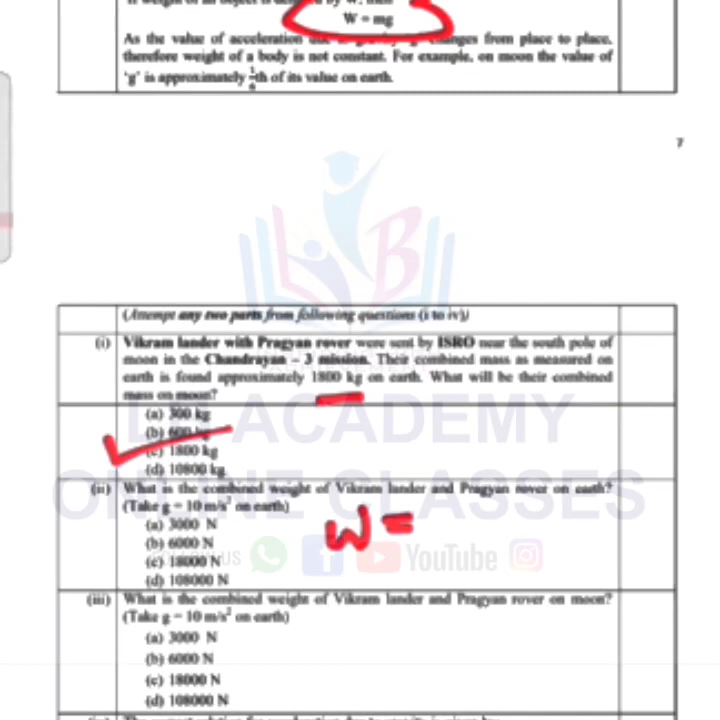 W = mg
As the value of acceleration changes from place to place,
therefore weight of a body is not constant. For example, on moon the value of
'g' is approximately 1/6 th of its value on earth.
7
(Attempt any two parts from following questions (i to iv))
(i) Vikram lander with Pragyan rover were sent by ISRO near the south pole of
moon in the Chandrayan – 3 mission. Their combined mass as measured on
earth is found approximately 1800 kg on earth. What will be their combined
mass on moon?
(a) 300 kg
(b) 600 kg
(c) 1800 kg
(d) 10800 kg
(ii) What is the combined weight of Vikram lander and Pragyan rover on earth?
(Take g = 10 m/s² on earth)
W =
(a) 3000 N
(b) 6000 N
(c) 18000 N
(d) 108000 N
(iii) What is the combined weight of Vikram lander and Pragyan rover on moon?
(Take g = 10 m/s² on earth)
(a) 3000 N
(b) 6000 N
(c) 18000 N
(d) 108000 N
B
ACADEMY
ONLINE CLASSES
us
YouTube